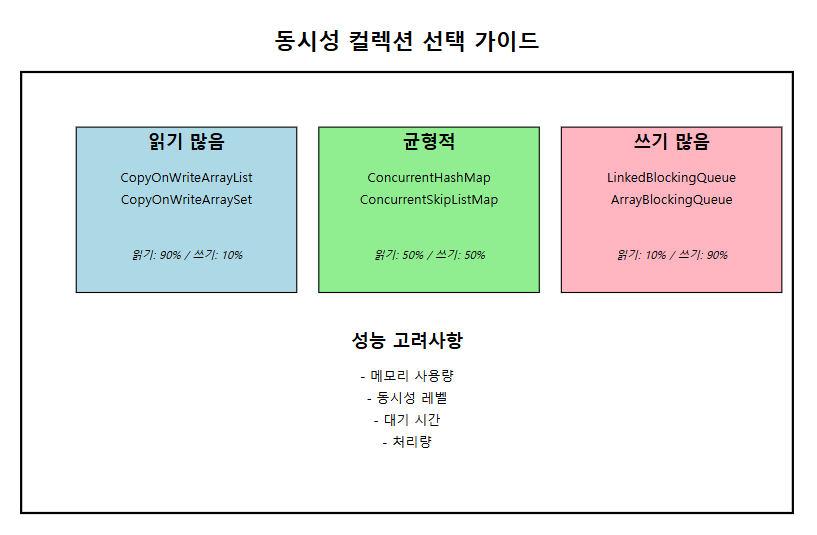 동시성 컬렉션 선택 가이드
읽기 많음
CopyOnWriteArrayList
CopyOnWriteArraySet
읽기: 90% / 쓰기: 10%
균형적
ConcurrentHashMap
ConcurrentSkipListMap
읽기: 50% / 쓰기: 50%
쓰기 많음
LinkedBlockingQueue
ArrayBlockingQueue
읽기: 10% / 쓰기: 90%
성능 고려사항
- 메모리 사용량
- 동시성 레벨
- 대기 시간
- 처리량